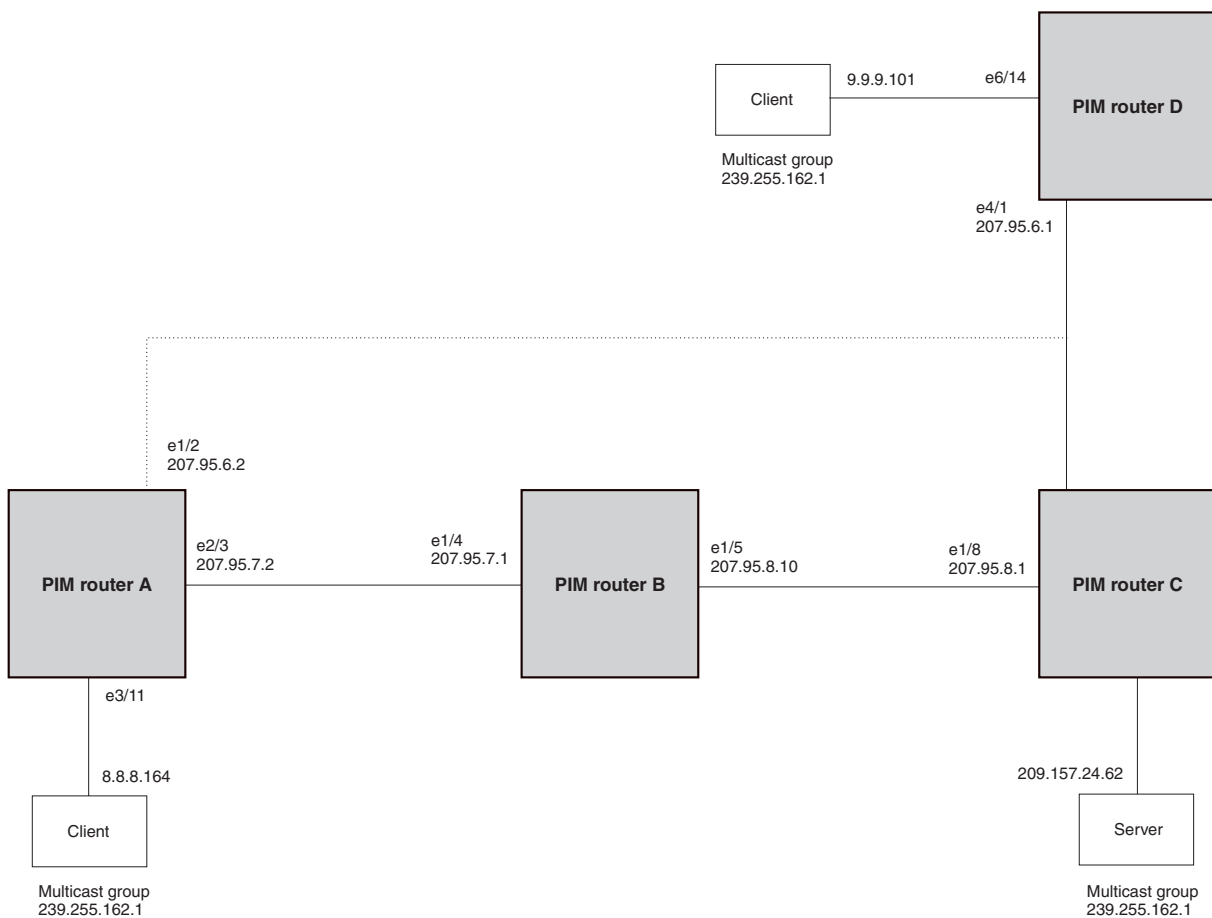 9.9.9.101
e6/14
Client
PIM router D
Multicast group
239.255.162.1
e4/1
207.95.6.1
e1/2
207.95.6.2
e2/3
207.95.7.2
e1/4
207.95.7.1
e1/5
207.95.8.10
e1/8
207.95.8.1
PIM router A
PIM router B
PIM router C
e3/11
8.8.8.164
209.157.24.62
Client
Server
Multicast group
239.255.162.1
Multicast group
239.255.162.1